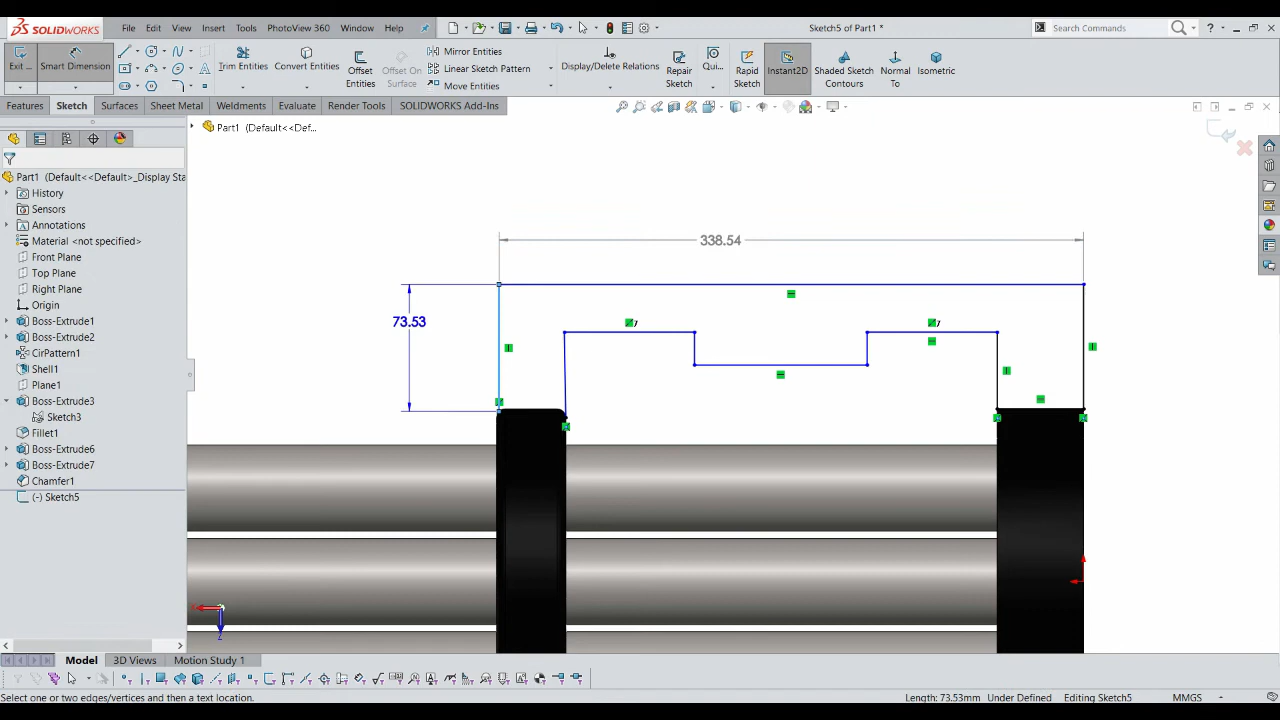 SOLIDWORKS File Edit View Insert Tools PhotoView 360 Window Help Sketch5 of Part1 * Search Commands
Exit ... Smart Dimension Trim Entities Convert Entities Offset Entities Offset On Surface Mirror Entities Linear Sketch Pattern Move Entities Display/Delete Relations Repair Sketch Qui... Rapid Sketch Instant2D Shaded Sketch Contours Normal To Isometric
Features Sketch Surfaces Sheet Metal Weldments Evaluate Render Tools SOLIDWORKS Add-Ins
Part1 (Default<<Def...
Part1 (Default<<Default>_Display Sta
History
Sensors
Annotations
Material <not specified>
Front Plane
Top Plane
Right Plane
Origin
Boss-Extrude1
Boss-Extrude2
CirPattern1
Shell1
Plane1
Boss-Extrude3
Sketch3
Fillet1
Boss-Extrude6
Boss-Extrude7
Chamfer1
(-) Sketch5
338.54
73.53
7
7
Z
Model 3D Views Motion Study 1
Select one or two edges/vertices and then a text location. Length: 73.53mm Under Defined Editing Sketch5 MMGS